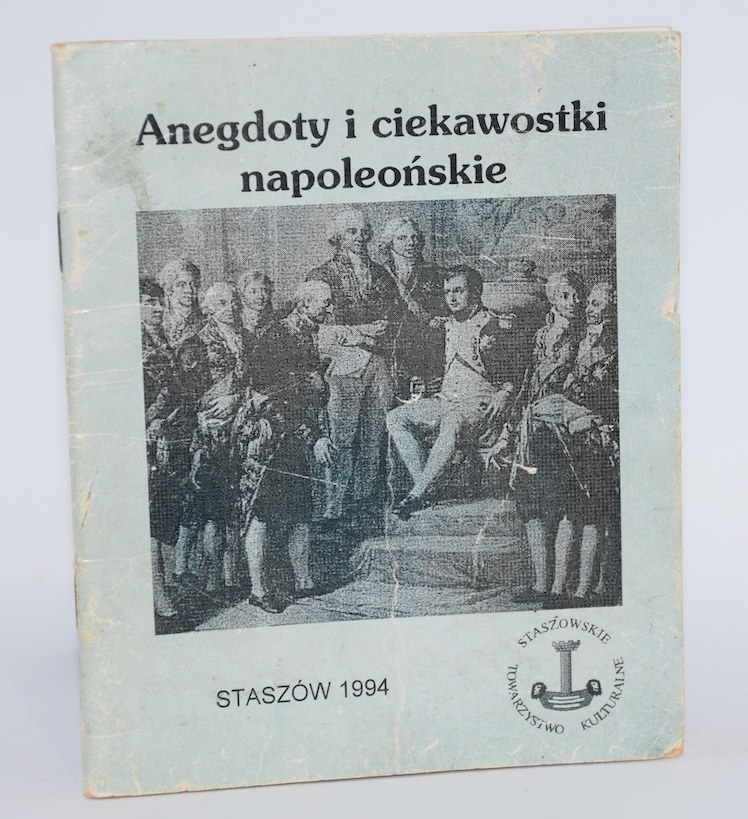 Anegdoty i ciekawostki
napoleońskie
STASZÓW 1994
STASZOWSKIE
TOWARZYSTWO KULTURALNE